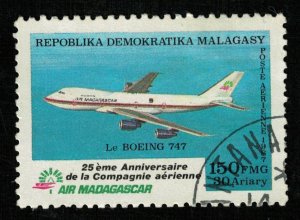 REPOBLIKA DEMOKRATIKA MALAGASY
POSTE AERIENNE 1987
AIR MADAGASCAR
Le BOEING 747
25ème Anniversaire
de la Compagnie aérienne
AIR MADAGASCAR
150 FMG
30 Ariary